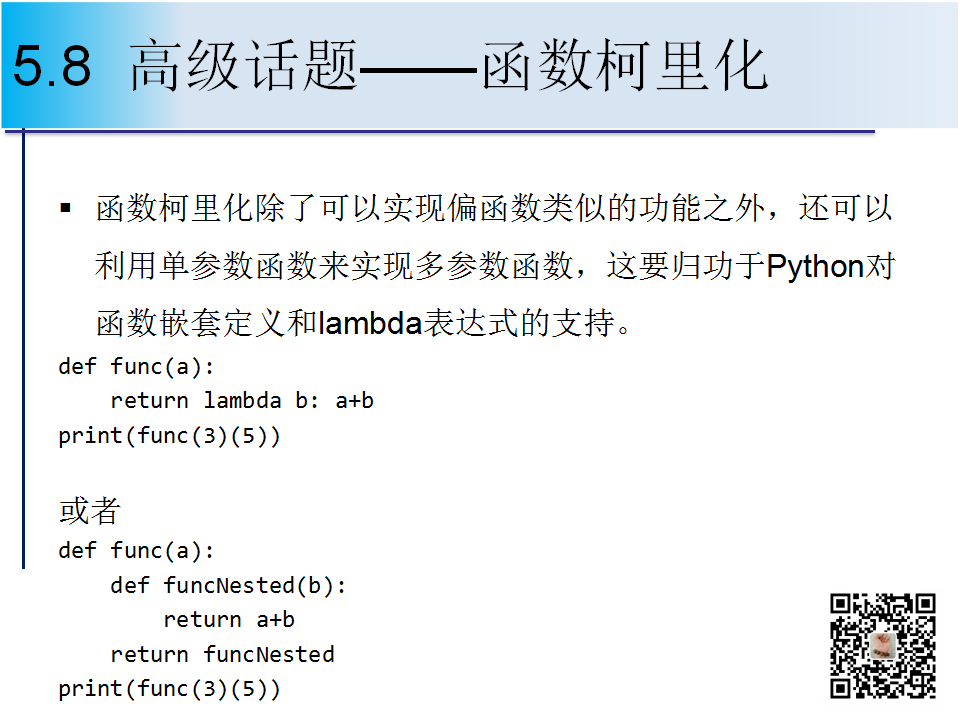 5.8 高级话题——函数柯里化
▪ 函数柯里化除了可以实现偏函数类似的功能之外，还可以
利用单参数函数来实现多参数函数，这要归功于Python对
函数嵌套定义和lambda表达式的支持。
def func(a):
    return lambda b: a+b
print(func(3)(5))
或者
def func(a):
    def funcNested(b):
        return a+b
    return funcNested
print(func(3)(5))